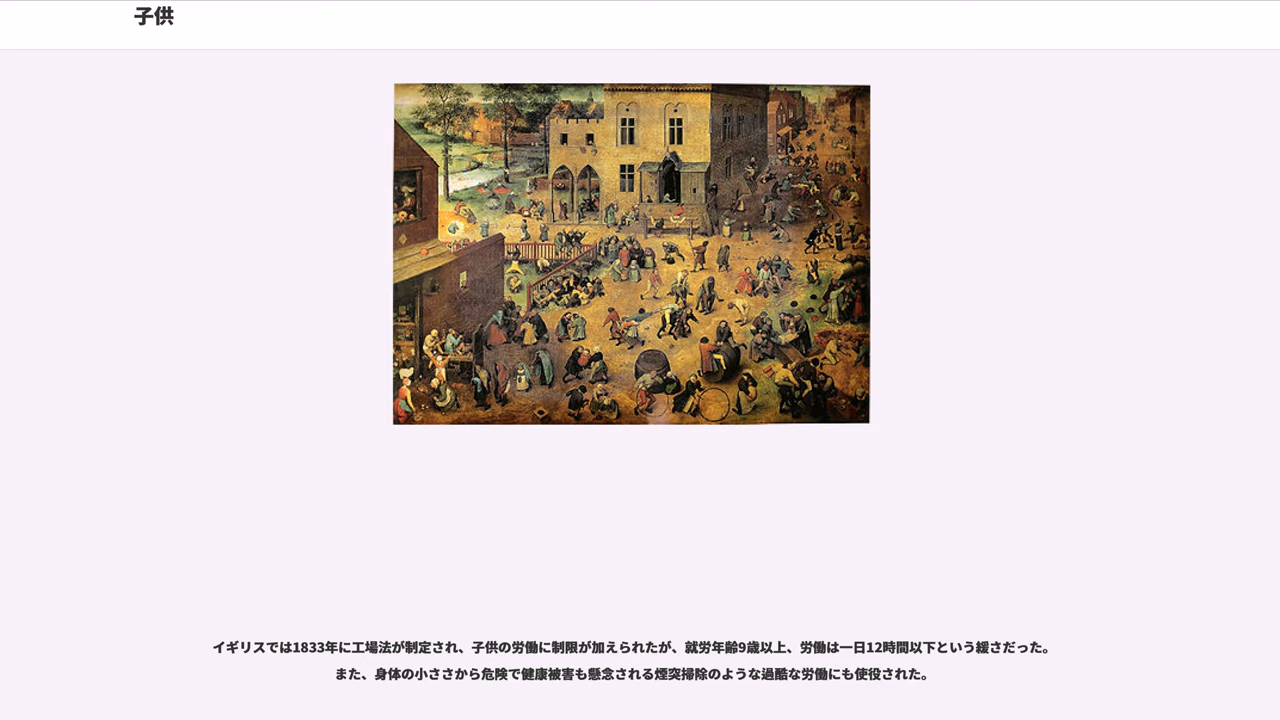 子供
イギリスでは1833年に工場法が制定され、子供の労働に制限が加えられたが、就労年齢9歳以上、労働は一日12時間以下という緩さだった。
また、身体の小ささから危険で健康被害も懸念される煙突掃除のような過酷な労働にも使役された。